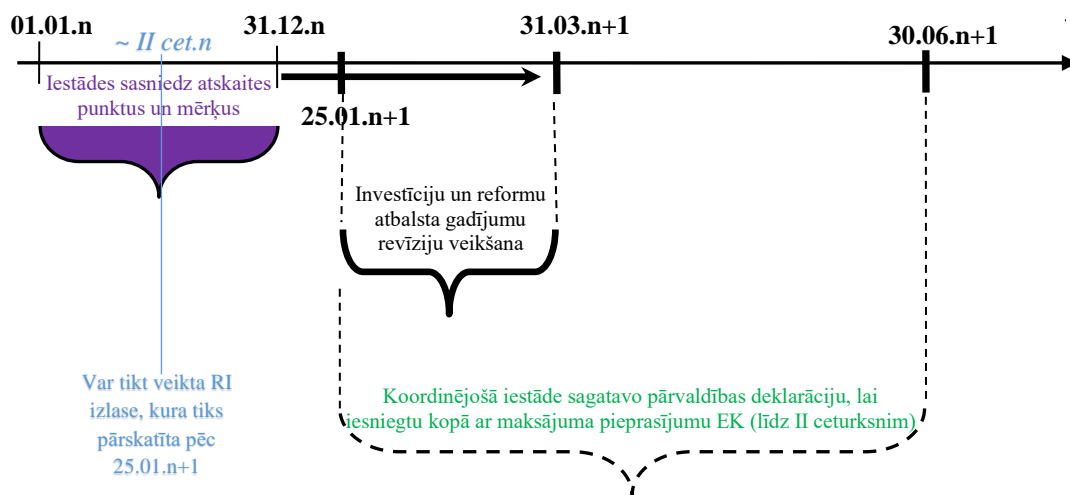 01.01.n
~ II cet.n
31.12.n
31.03.n+1
30.06.n+1
Iestādes sasniedz atskaites
punktus un mērķus
25.01.n+1
Investīciju un reformu
atbalsta gadījumu
revīziju veikšana
Var tikt veikta RI
izlase, kura tiks
pārskatīta pēc
25.01.n+1
Koordinējošā iestāde sagatavo pārvaldības deklarāciju, lai
iesniegtu kopā ar maksājuma pieprasījumu EK (līdz II ceturksnim)